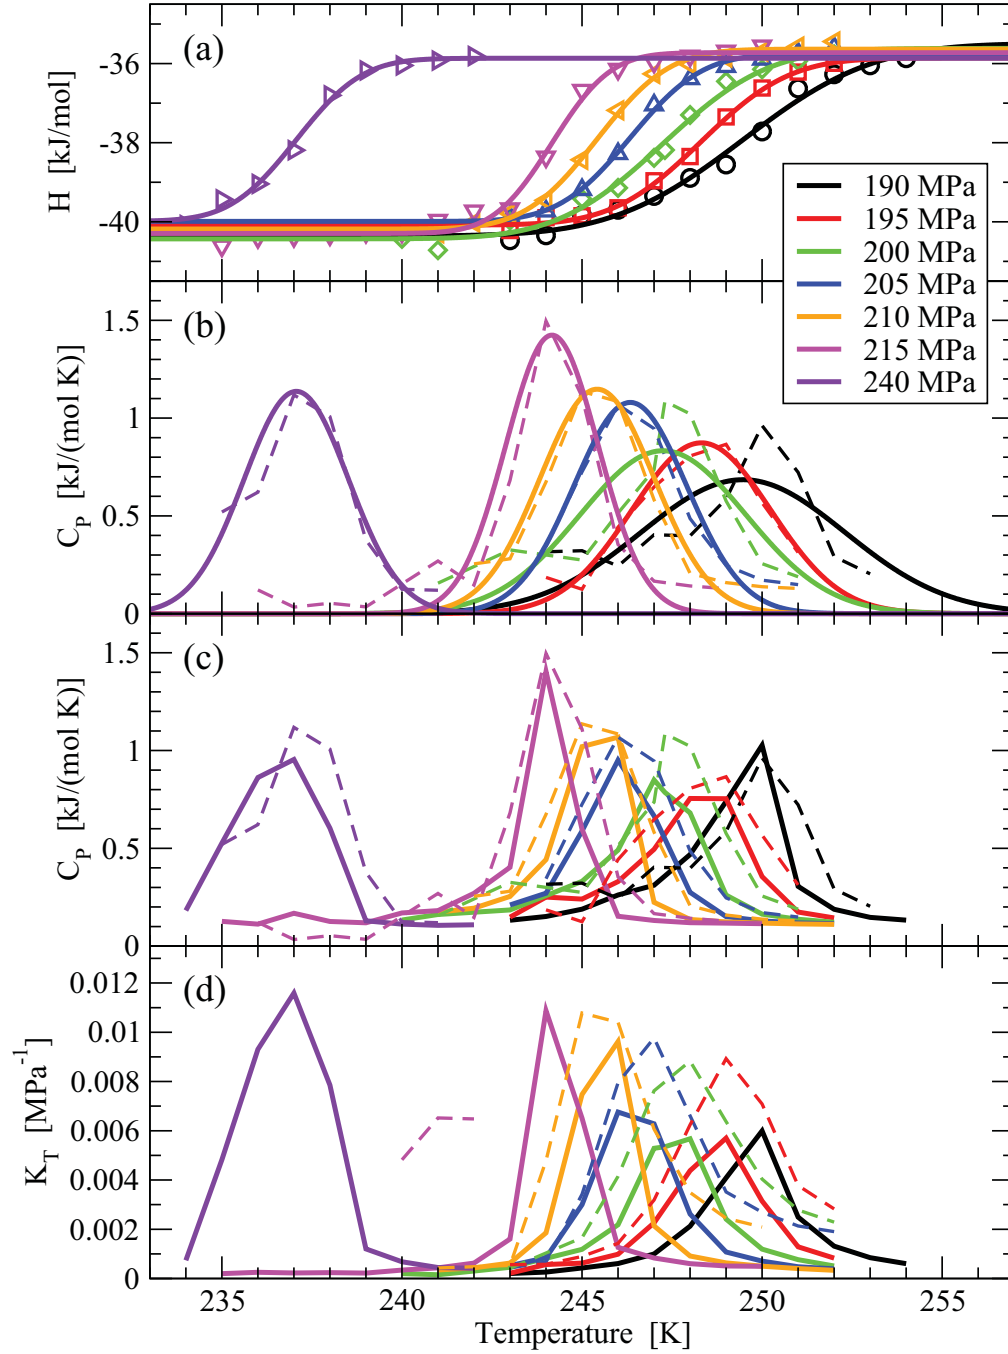 (a)
H [kJ/mol]
-36
-38
-40
190 MPa
195 MPa
200 MPa
205 MPa
210 MPa
215 MPa
240 MPa
(b)
C_P [kJ/(mol K)]
1.5
1
0.5
0
(c)
C_P [kJ/(mol K)]
1.5
1
0.5
0
(d)
K_T [MPa^-1]
0.012
0.01
0.008
0.006
0.004
0.002
0
235 240 245 250 255
Temperature [K]